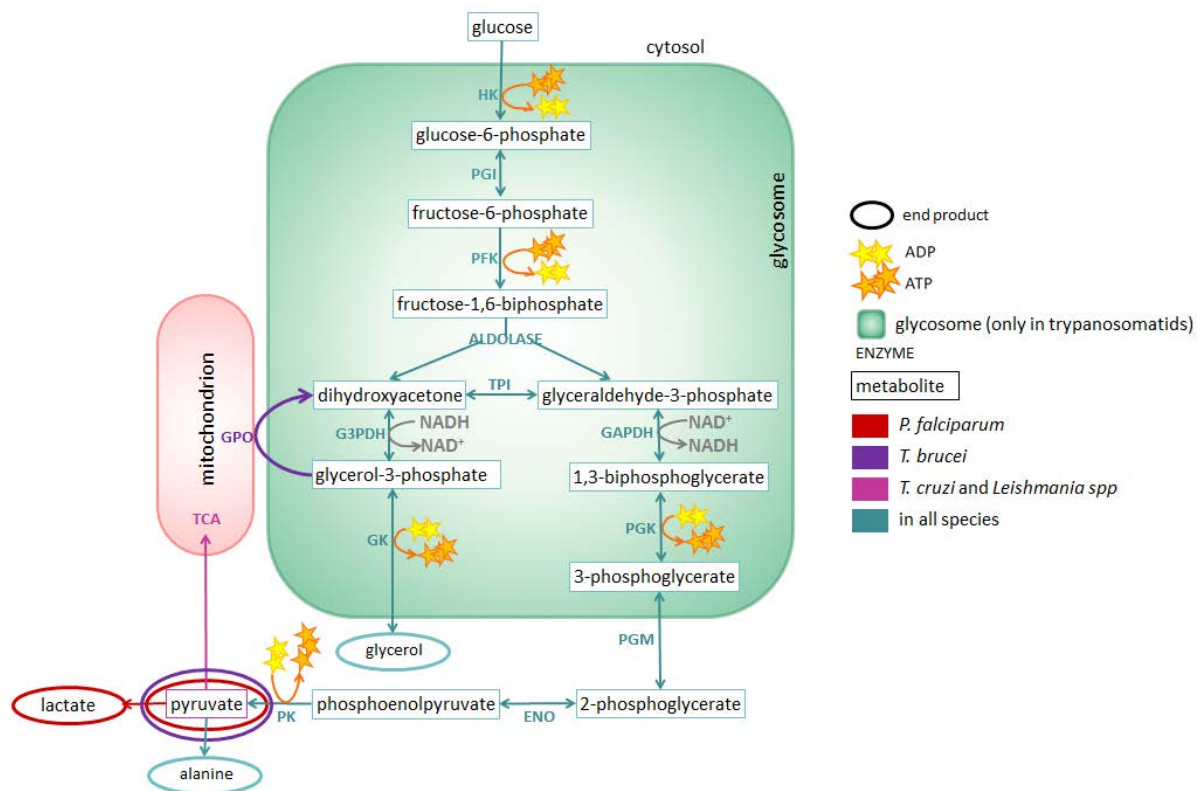 glucose
cytosol
HK
glucose-6-phosphate
PGI
fructose-6-phosphate
PFK
fructose-1,6-biphosphate
ALDOLASE
dihydroxyacetone
TPI
glyceraldehyde-3-phosphate
G3PDH
NADH
NAD⁺
GAPDH
NAD⁺
NADH
glycerol-3-phosphate
1,3-biphosphoglycerate
GK
PGK
3-phosphoglycerate
glycosome
mitochondrion
GPO
TCA
glycerol
PGM
lactate
pyruvate
PK
phosphoenolpyruvate
ENO
2-phosphoglycerate
alanine
end product
ADP
ATP
glycosome (only in trypanosomatids)
ENZYME
metabolite
P. falciparum
T. brucei
T. cruzi and Leishmania spp
in all species